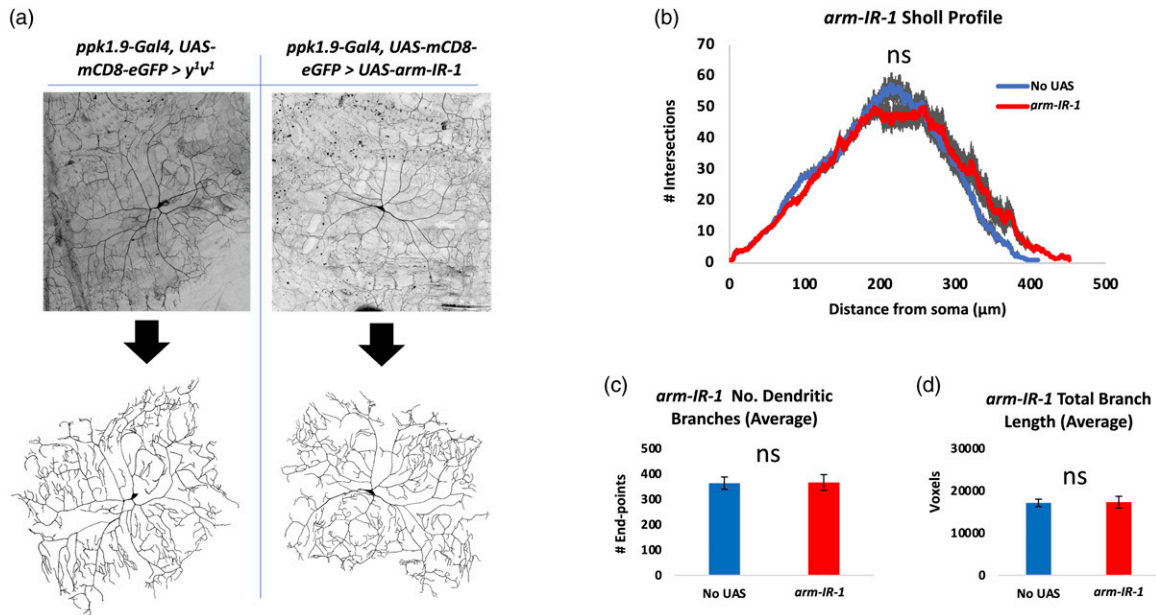 (a)
ppk1.9-Gal4, UAS-
mCD8-eGFP > y¹v¹
ppk1.9-Gal4, UAS-mCD8-
eGFP > UAS-arm-IR-1
(b)
arm-IR-1 Sholl Profile
ns
No UAS
arm-IR-1
# Intersections
70
60
50
40
30
20
10
0
0
100
200
300
400
500
Distance from soma (µm)
(c)
arm-IR-1 No. Dendritic
Branches (Average)
ns
# End-points
500
400
300
200
100
0
No UAS
arm-IR-1
(d)
arm-IR-1 Total Branch
Length (Average)
ns
Voxels
30000
20000
10000
0
No UAS
arm-IR-1